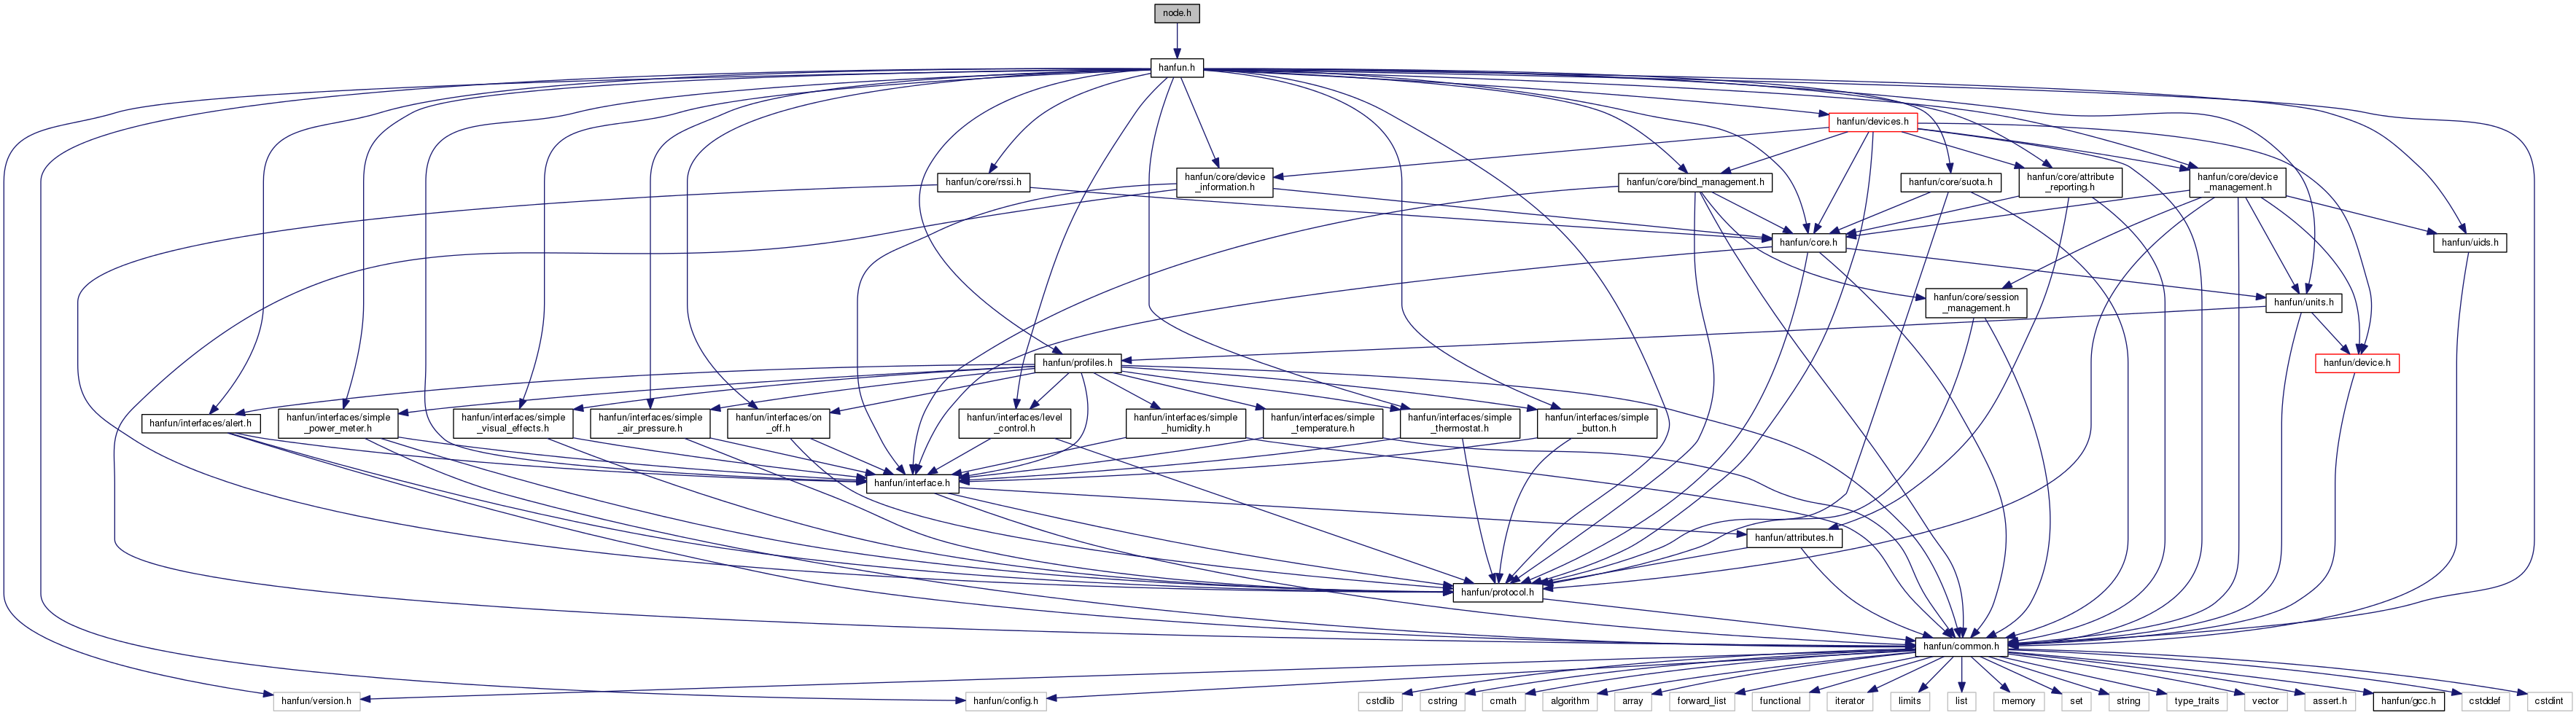 node.h
hanfun.h
hanfun/devices.h
hanfun/core/rssi.h
hanfun/core/device
_information.h
hanfun/core/bind_management.h
hanfun/core/suota.h
hanfun/core/attribute
_reporting.h
hanfun/core/device
_management.h
hanfun/core.h
hanfun/uids.h
hanfun/core/session
_management.h
hanfun/units.h
hanfun/profiles.h
hanfun/device.h
hanfun/interfaces/alert.h
hanfun/interfaces/simple
_power_meter.h
hanfun/interfaces/simple
_visual_effects.h
hanfun/interfaces/simple
_air_pressure.h
hanfun/interfaces/on
_off.h
hanfun/interfaces/level
_control.h
hanfun/interfaces/simple
_humidity.h
hanfun/interfaces/simple
_temperature.h
hanfun/interfaces/simple
_thermostat.h
hanfun/interfaces/simple
_button.h
hanfun/interface.h
hanfun/attributes.h
hanfun/protocol.h
hanfun/common.h
hanfun/version.h
hanfun/config.h
cstdlib
cstring
cmath
algorithm
array
forward_list
functional
iterator
limits
list
memory
set
string
type_traits
vector
assert.h
hanfun/gcc.h
cstddef
cstdint